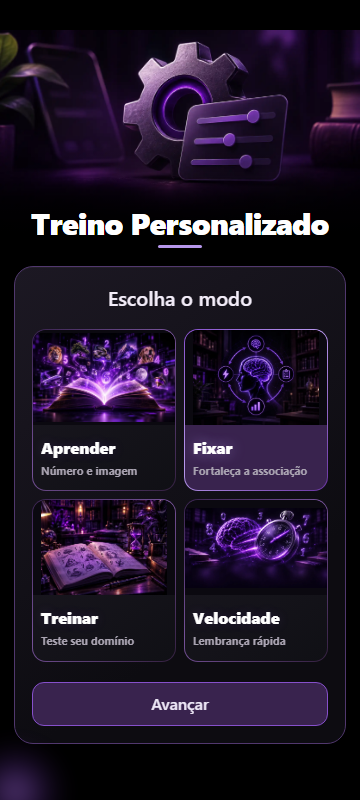 Treino Personalizado
Escolha o modo
Aprender
Número e imagem
Fixar
Fortaleça a associação
Treinar
Teste seu domínio
Velocidade
Lembrança rápida
Avançar